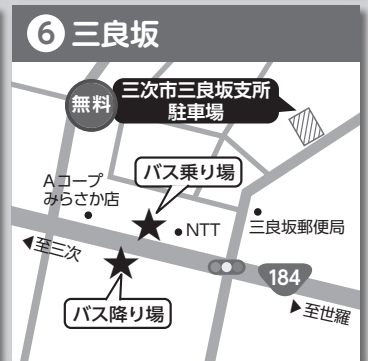 6 三良坂
無料
三次市三良坂支所
駐車場
バス乗り場
Aコープ
みらさか店
NTT
三良坂郵便局
◀至三次
184
バス降り場
▶至世羅